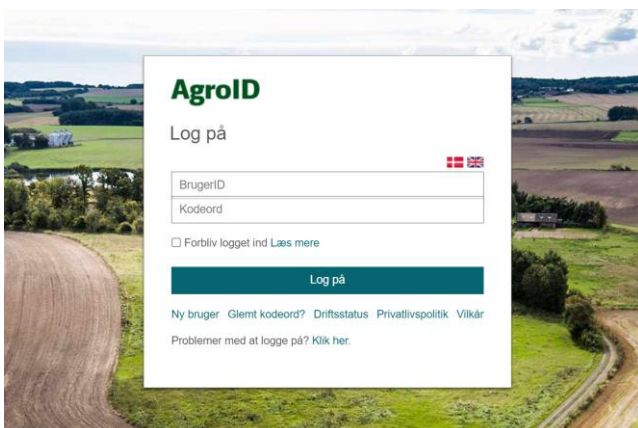 AgroID
Log på
BrugerID
Kodeord
Forbliv logget ind Læs mere
Log på
Ny bruger Glemt kodeord? Driftsstatus Privatlivspolitik Vilkår
Problemer med at logge på? Klik her.